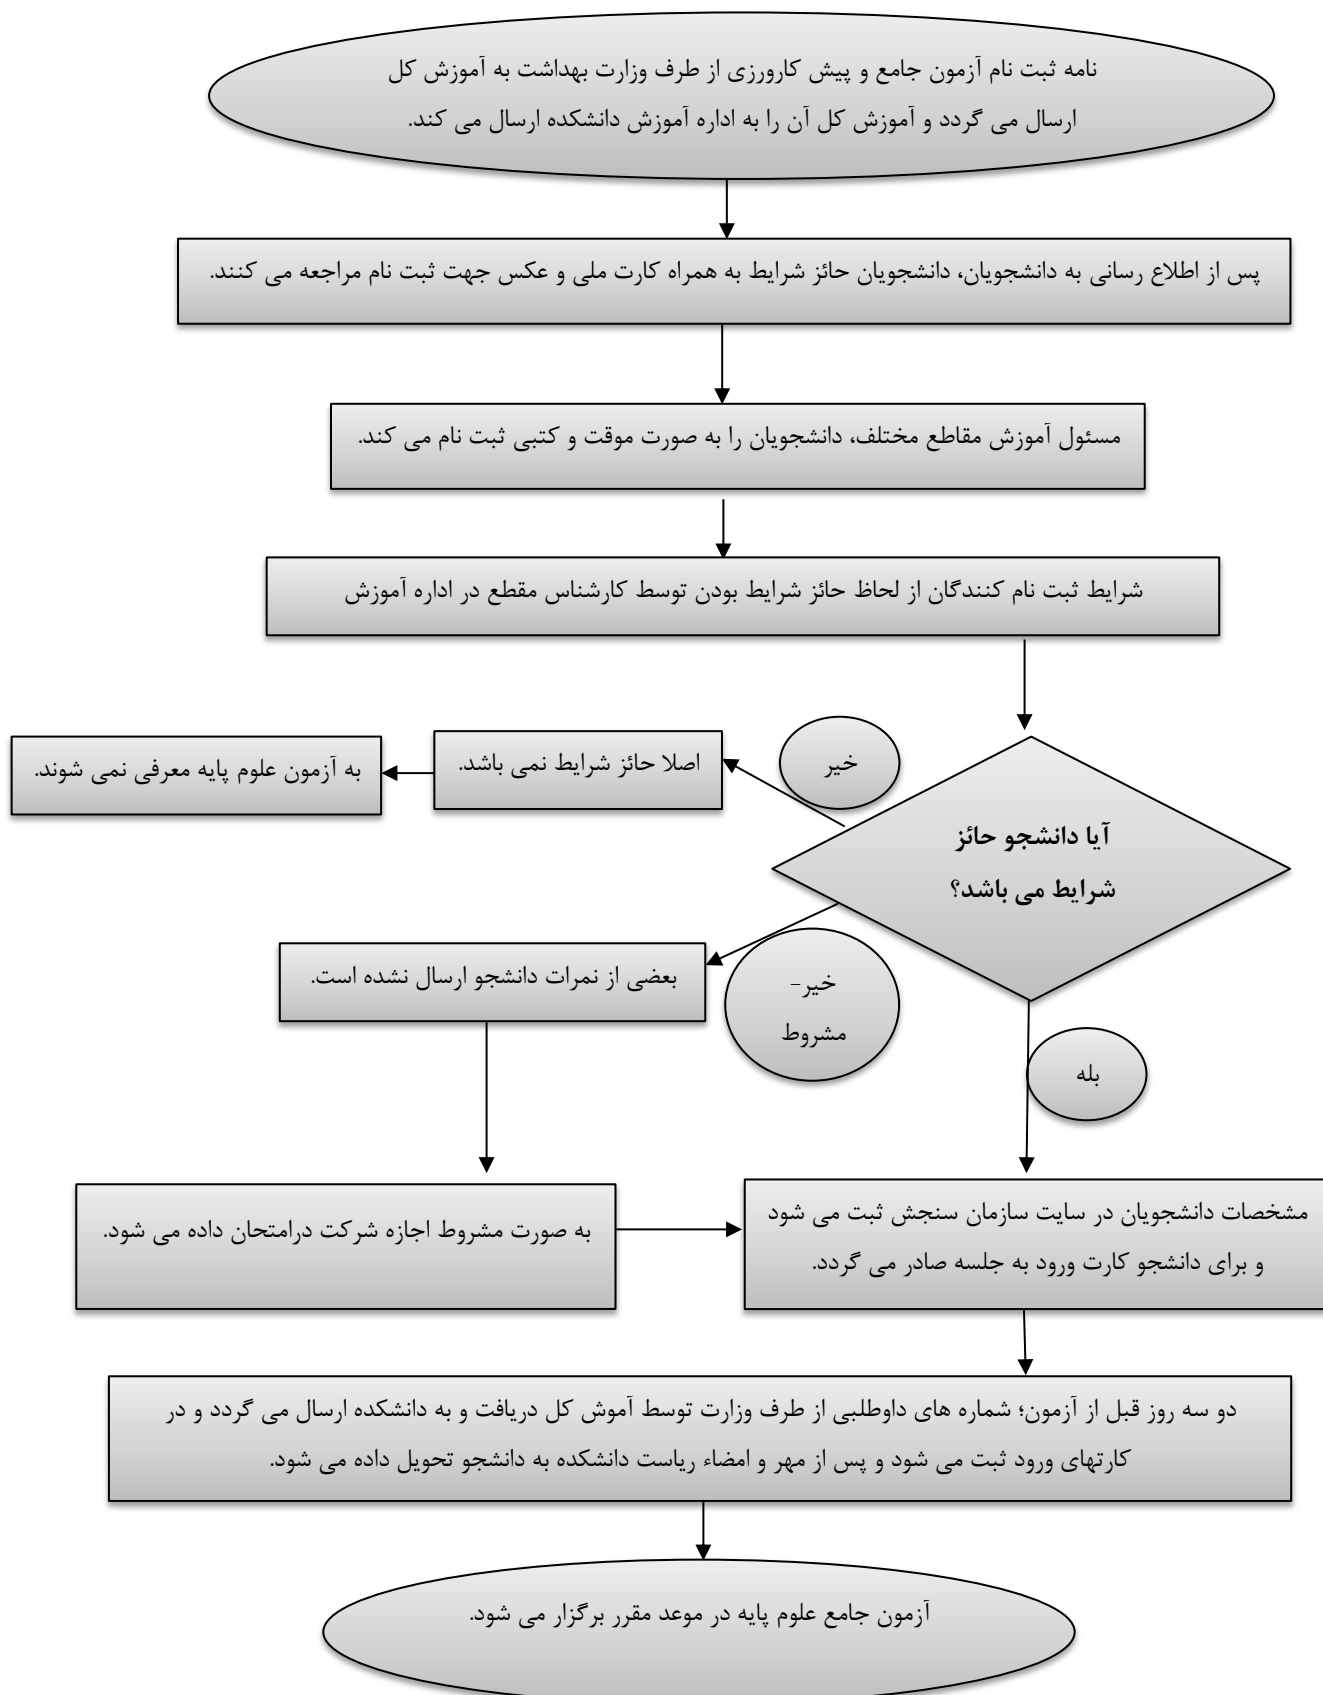 نامه ثبت نام آزمون جامع و پیش کارورزی از طرف وزارت بهداشت به آموزش کل
ارسال می گردد و آموزش کل آن را به اداره آموزش دانشکده ارسال می کند.
پس از اطلاع رسانی به دانشجویان، دانشجویان حائز شرایط به همراه کارت ملی و عکس جهت ثبت نام مراجعه می کنند.
مسئول آموزش مقاطع مختلف، دانشجویان را به صورت موقت و کتبی ثبت نام می کند.
شرایط ثبت نام کنندگان از لحاظ حائز شرایط بودن توسط کارشناس مقطع در اداره آموزش
آیا دانشجو حائز
شرایط می باشد؟
خیر
اصلا حائز شرایط نمی باشد.
به آزمون علوم پایه معرفی نمی شوند.
خیر-
مشروط
بعضی از نمرات دانشجو ارسال نشده است.
بله
مشخصات دانشجویان در سایت سازمان سنجش ثبت می شود
و برای دانشجو کارت ورود به جلسه صادر می گردد.
به صورت مشروط اجازه شرکت درامتحان داده می شود.
دو سه روز قبل از آزمون؛ شماره های داوطلبی از طرف وزارت توسط آموش کل دریافت و به دانشکده ارسال می گردد و در
کارتهای ورود ثبت می شود و پس از مهر و امضاء ریاست دانشکده به دانشجو تحویل داده می شود.
آزمون جامع علوم پایه در موعد مقرر برگزار می شود.